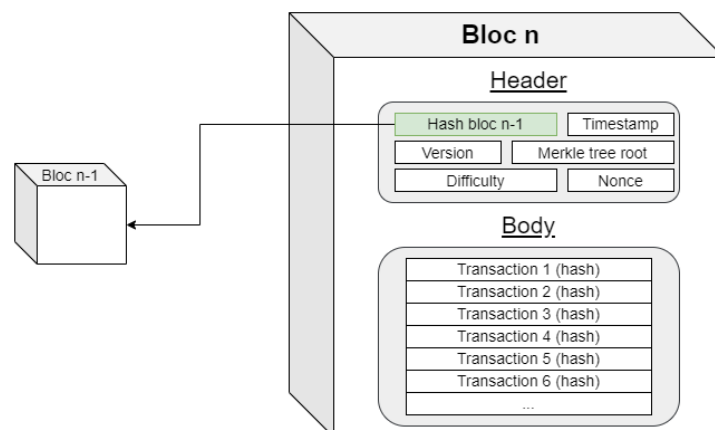 Bloc n
Header
Hash bloc n-1 Timestamp
Version Merkle tree root
Difficulty Nonce
Bloc n-1
Body
Transaction 1 (hash)
Transaction 2 (hash)
Transaction 3 (hash)
Transaction 4 (hash)
Transaction 5 (hash)
Transaction 6 (hash)
...